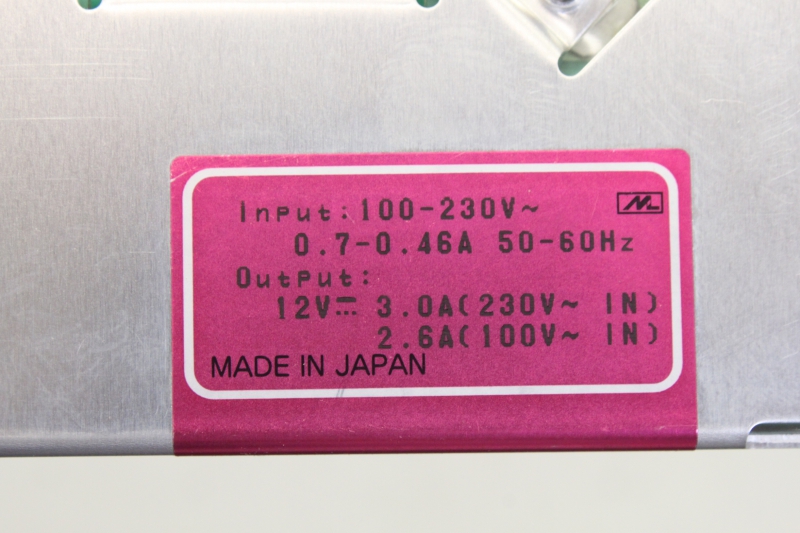 Input:100-230V~
0.7-0.46A 50-60Hz
Output:
12V⎓ 3.0A(230V~ IN)
2.6A(100V~ IN)
MADE IN JAPAN